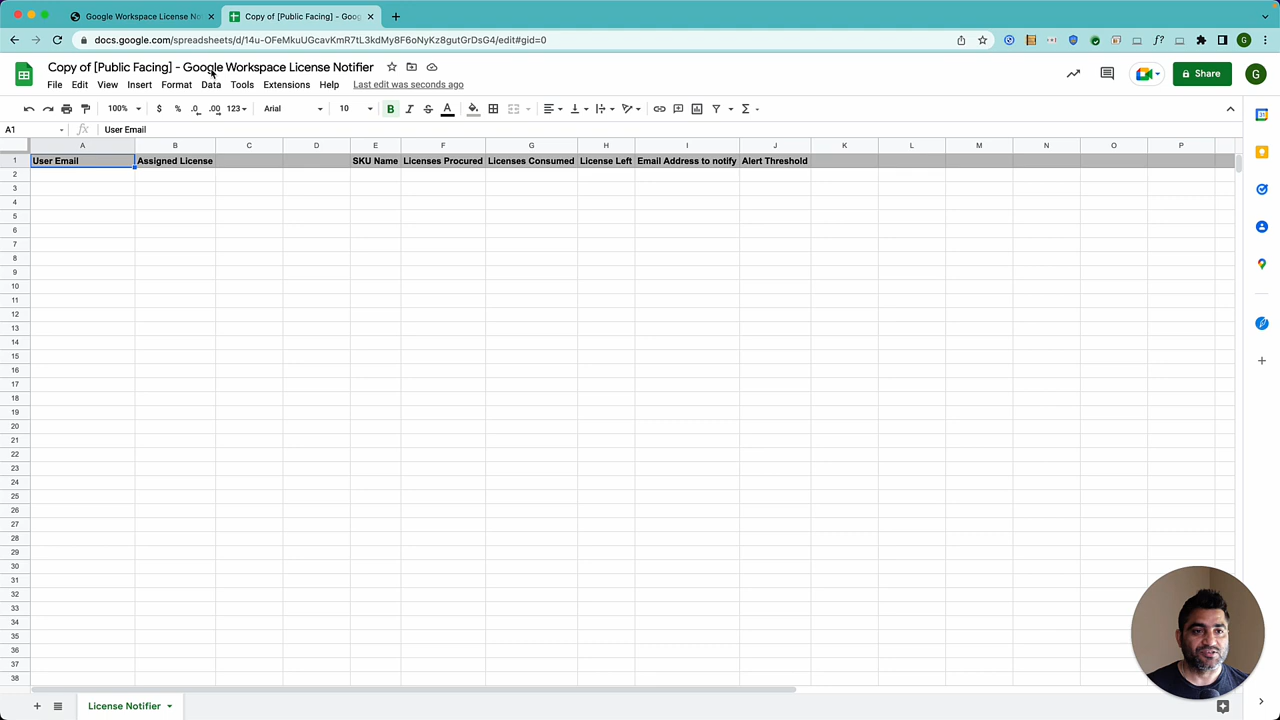 Google Workspace License No
Copy of [Public Facing] - Goog
docs.google.com/spreadsheets/d/14u-OFeMkuUGcavKmR7tL3kdMy8F6oNyKz8gutGrDsG4/edit#gid=0
G
Copy of [Public Facing] - Google Workspace License Notifier
File Edit View Insert Format Data Tools Extensions Help Last edit was seconds ago
Share
G
100% $ % .0 .00 123 Arial 10 B I S A Σ
A1 fx User Email
A B C D E F G H I J K L M N O P
1 User Email Assigned License SKU Name Licenses Procured Licenses Consumed License Left Email Address to notify Alert Threshold
2
3
4
5
6
7
8
9
10
11
12
13
14
15
16
17
18
19
20
21
22
23
24
25
26
27
28
29
30
31
32
33
34
35
36
37
38
License Notifier